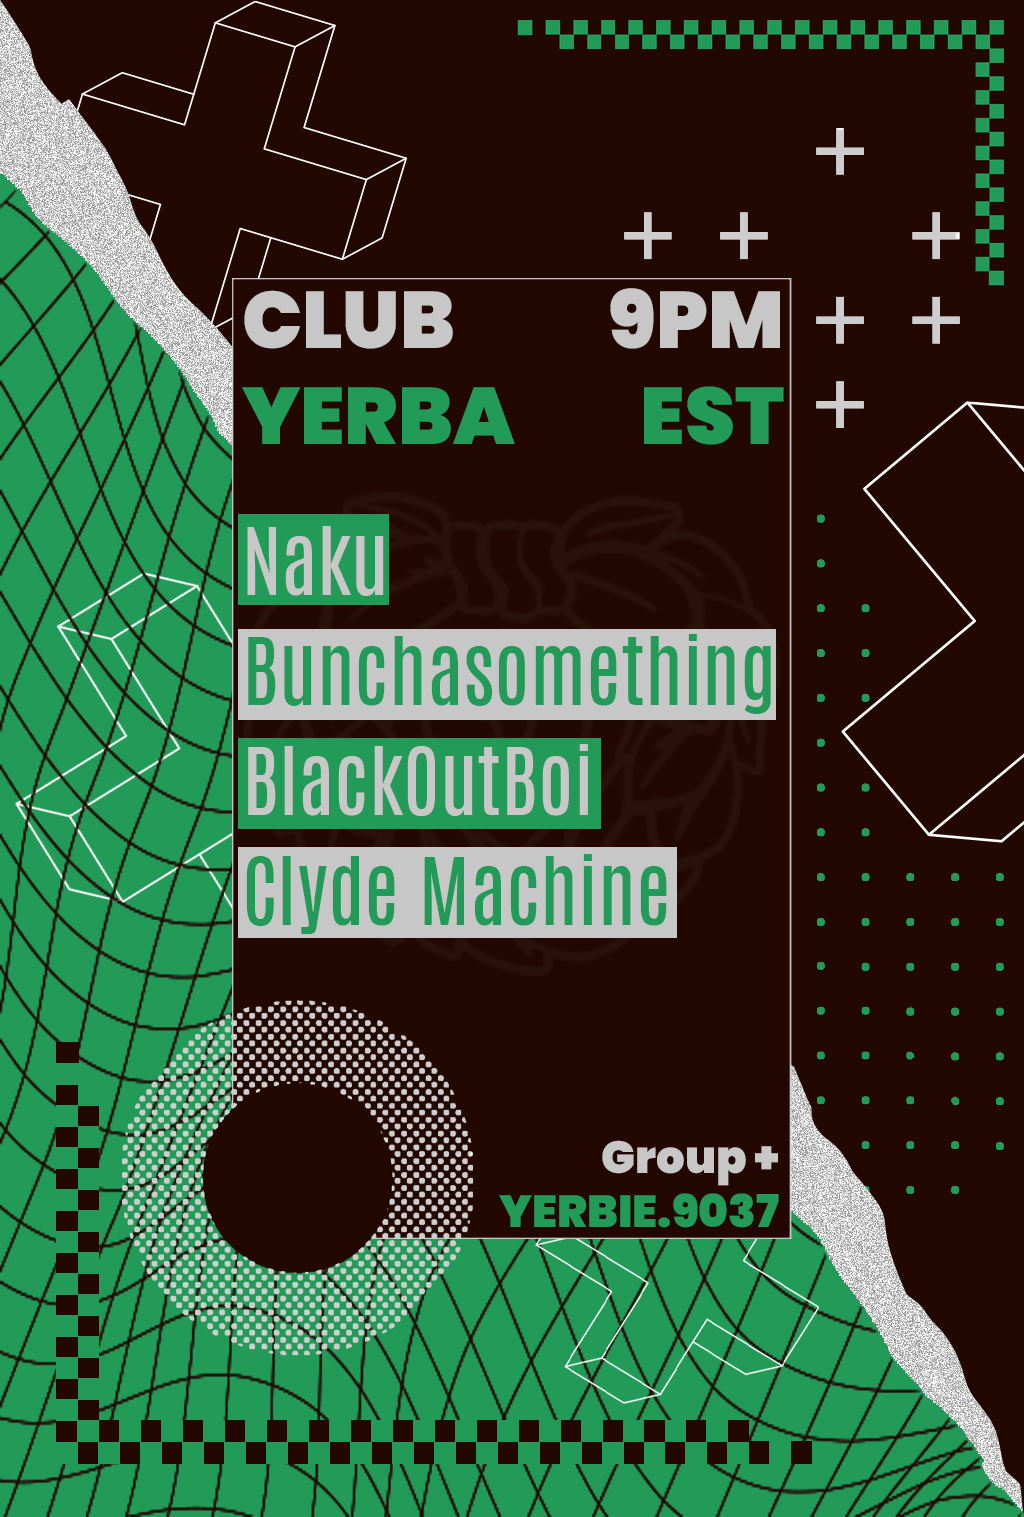 CLUB 9PM
YERBA EST
Naku
Bunchasomething
BlackOutBoi
Clyde Machine
Group +
YERBIE.9037